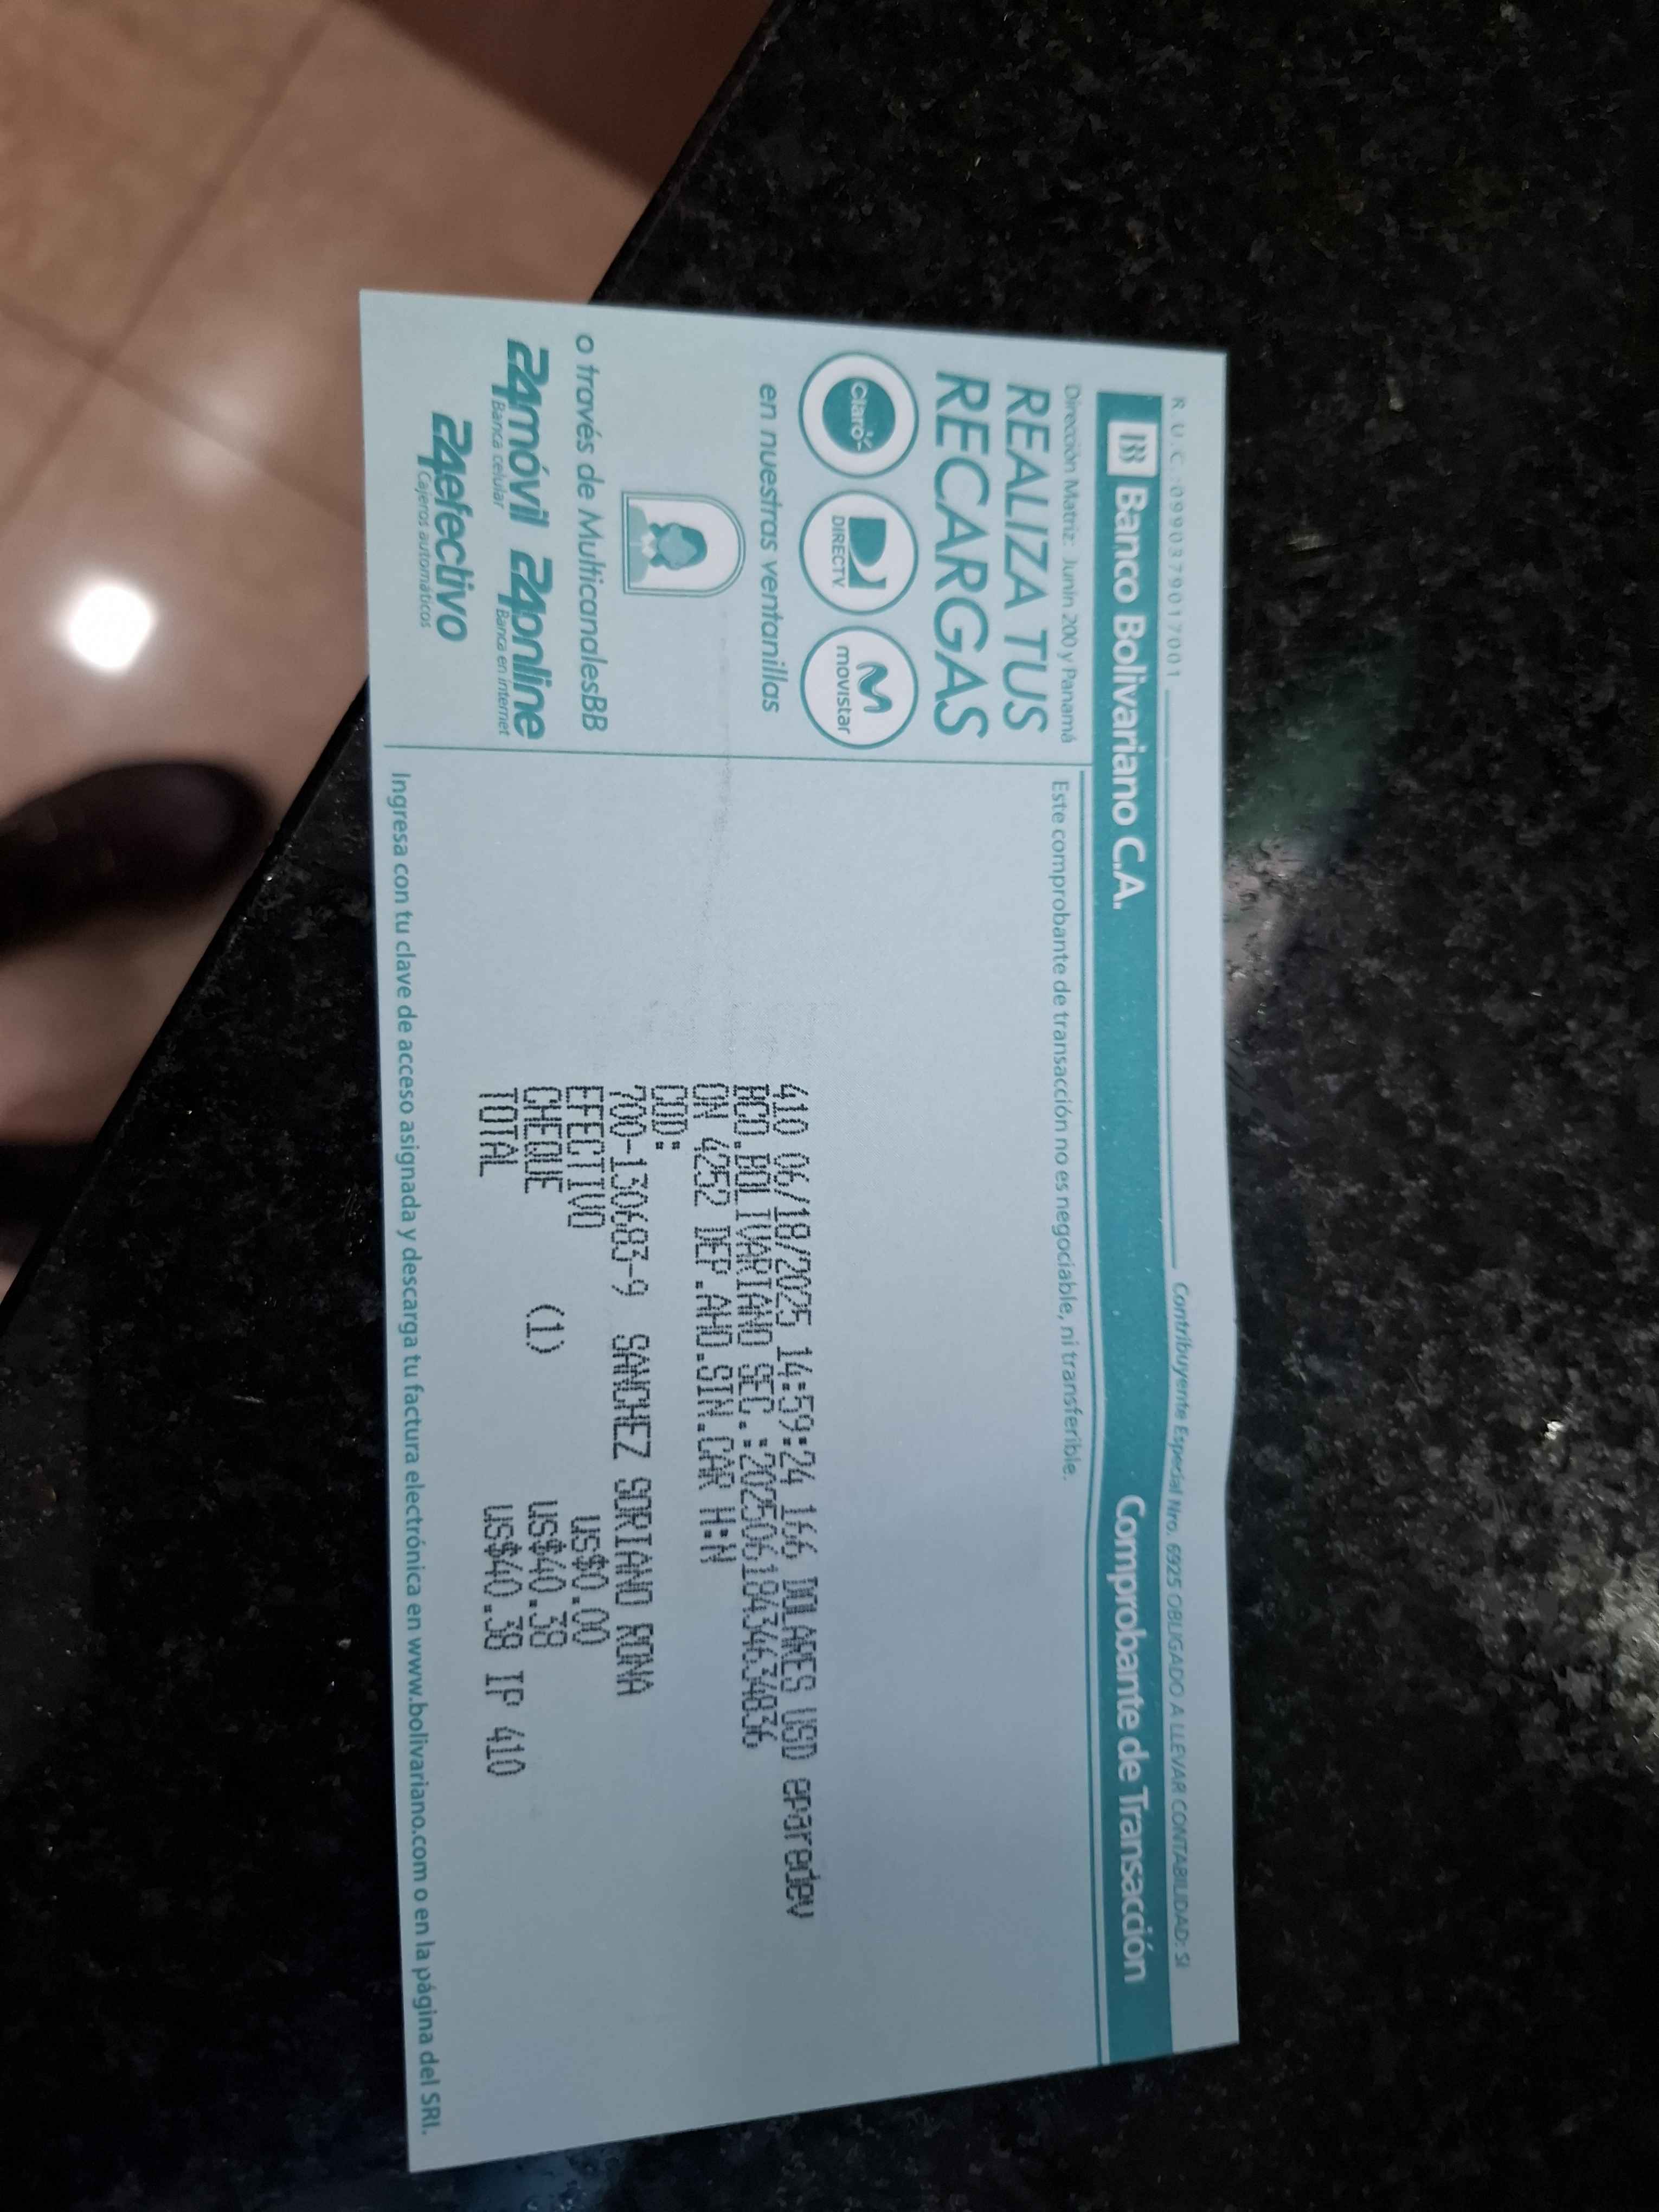 R.U.C.:0990379017001
Contribuyente Especial Nro. 6925 OBLIGADO A LLEVAR CONTABILIDAD: SI
Banco Bolivariano C.A.
Comprobante de Transacción
Dirección Matriz: Junín 200 y Panamá
Este comprobante de transacción no es negociable, ni transferible.
REALIZA TUS
RECARGAS
Claro
DIRECTV
movistar
en nuestras ventanillas
o través de MulticanalesBB
24móvil
Banca celular
24online
Banca en internet
24efectivo
Cajeros automáticos
410 06/18/2025 14:59:24 166 DOLARES USD eparedev
BCO.BOLIVARIANO SEC.:20250618434634836
ON 4252 DEP.AHO.SIN.CAR H:N
COD:
700-130683-9 SANCHEZ SORIANO RONA
EFECTIVO US$0.00
CHEQUE (1) US$40.38
TOTAL US$40.38 IP 410
Ingresa con tu clave de acceso asignada y descarga tu factura electrónica en www.bolivariano.com o en la página del SRI.